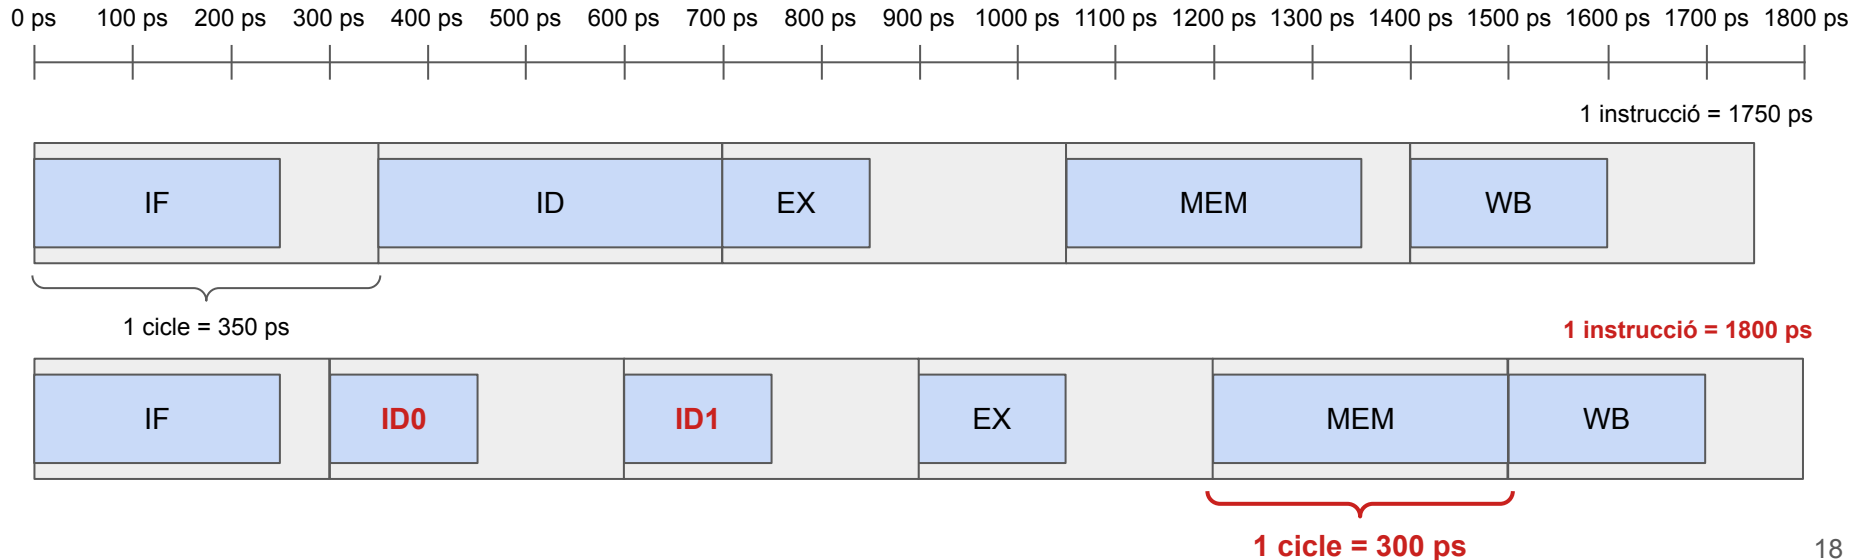 0 ps 100 ps 200 ps 300 ps 400 ps 500 ps 600 ps 700 ps 800 ps 900 ps 1000 ps 1100 ps 1200 ps 1300 ps 1400 ps 1500 ps 1600 ps 1700 ps 1800 ps
1 instrucció = 1750 ps
IF ID EX MEM WB
1 cicle = 350 ps
1 instrucció = 1800 ps
IF ID0 ID1 EX MEM WB
1 cicle = 300 ps
18